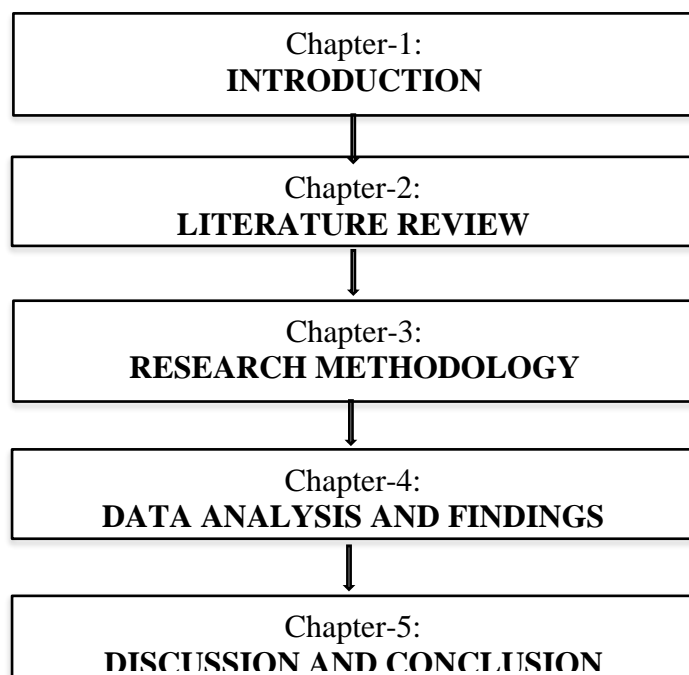 Chapter-1:
INTRODUCTION
Chapter-2:
LITERATURE REVIEW
Chapter-3:
RESEARCH METHODOLOGY
Chapter-4:
DATA ANALYSIS AND FINDINGS
Chapter-5:
DISCUSSION AND CONCLUSION